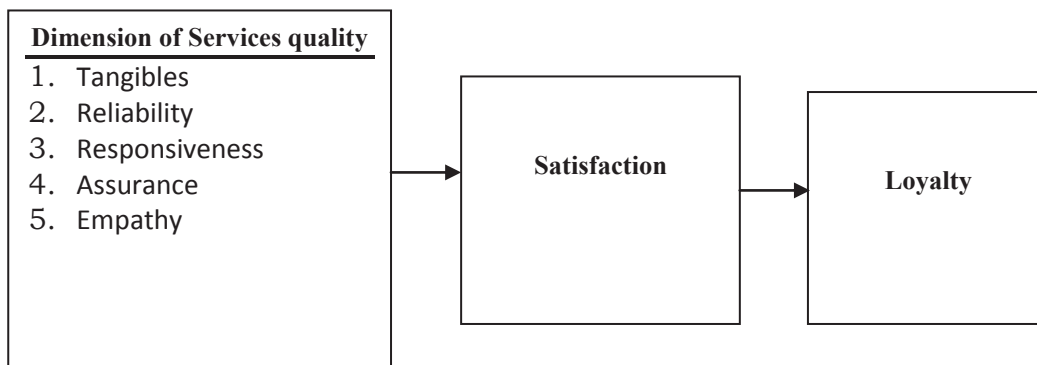 Dimension of Services quality
1. Tangibles
2. Reliability
3. Responsiveness
4. Assurance
5. Empathy
Satisfaction
Loyalty